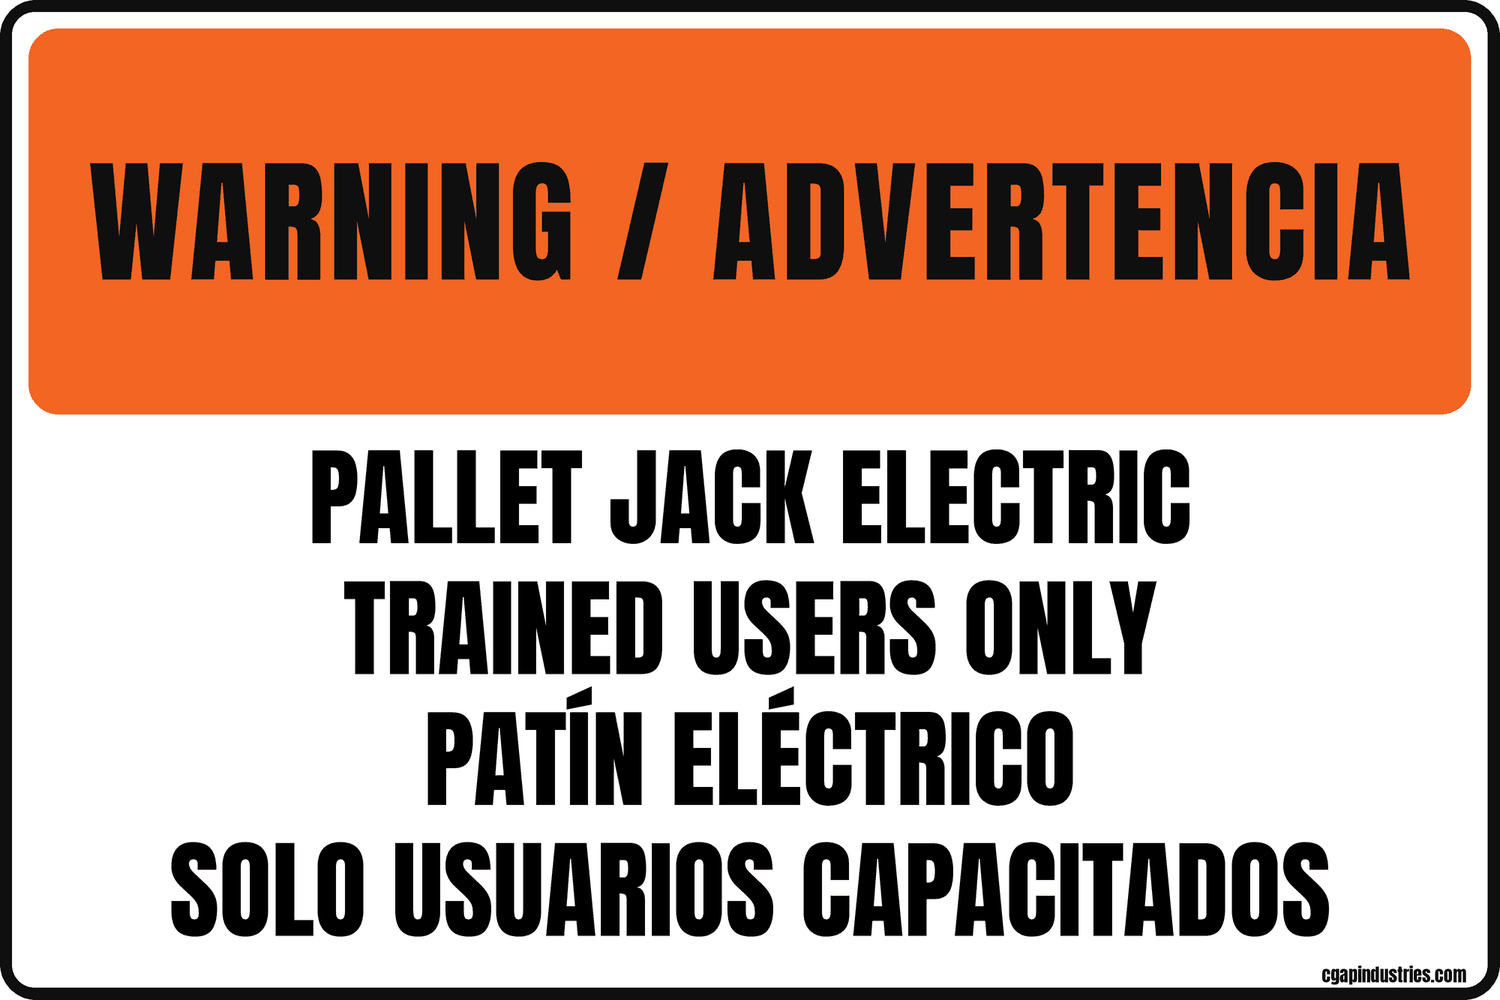 WARNING / ADVERTENCIA
PALLET JACK ELECTRIC
TRAINED USERS ONLY
PATÍN ELÉCTRICO
SOLO USUARIOS CAPACITADOS
cgapindustries.com